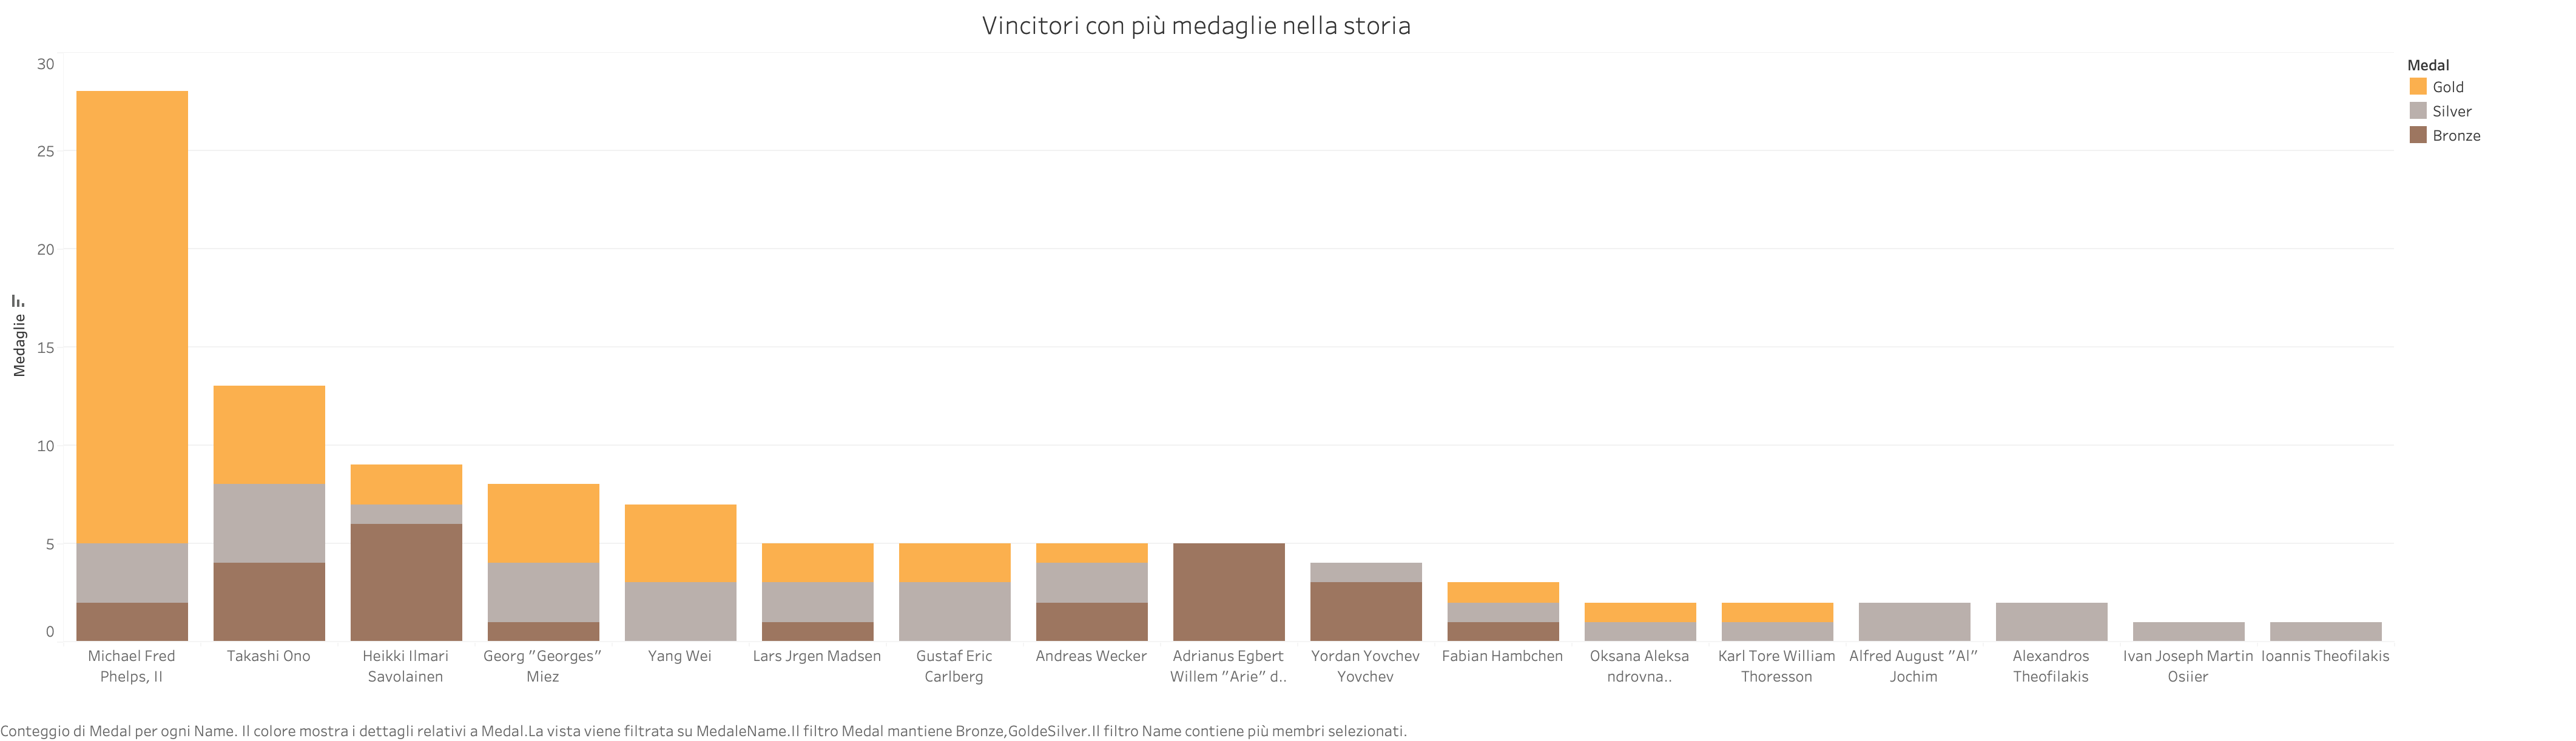 Vincitori con più medaglie nella storia
30
25
20
15
10
5
0
Medaglie
Medal
Gold
Silver
Bronze
Michael Fred
Phelps, II
Takashi Ono
Heikki Ilmari
Savolainen
Georg "Georges"
Miez
Yang Wei
Lars Jrgen Madsen
Gustaf Eric
Carlberg
Andreas Wecker
Adrianus Egbert
Willem "Arie" d..
Yordan Yovchev
Yovchev
Fabian Hambchen
Oksana Aleksa
ndrovna..
Karl Tore William
Thoresson
Alfred August "Al"
Jochim
Alexandros
Theofilakis
Ivan Joseph Martin
Osiier
Ioannis Theofilakis
Conteggio di Medal per ogni Name. Il colore mostra i dettagli relativi a Medal.La vista viene filtrata su MedaleName.Il filtro Medal mantiene Bronze,GoldeSilver.Il filtro Name contiene più membri selezionati.